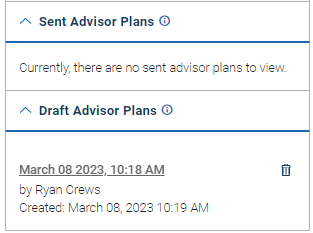 Sent Advisor Plans
Currently, there are no sent advisor plans to view.
Draft Advisor Plans
March 08 2023, 10:18 AM
by Ryan Crews
Created: March 08, 2023 10:19 AM